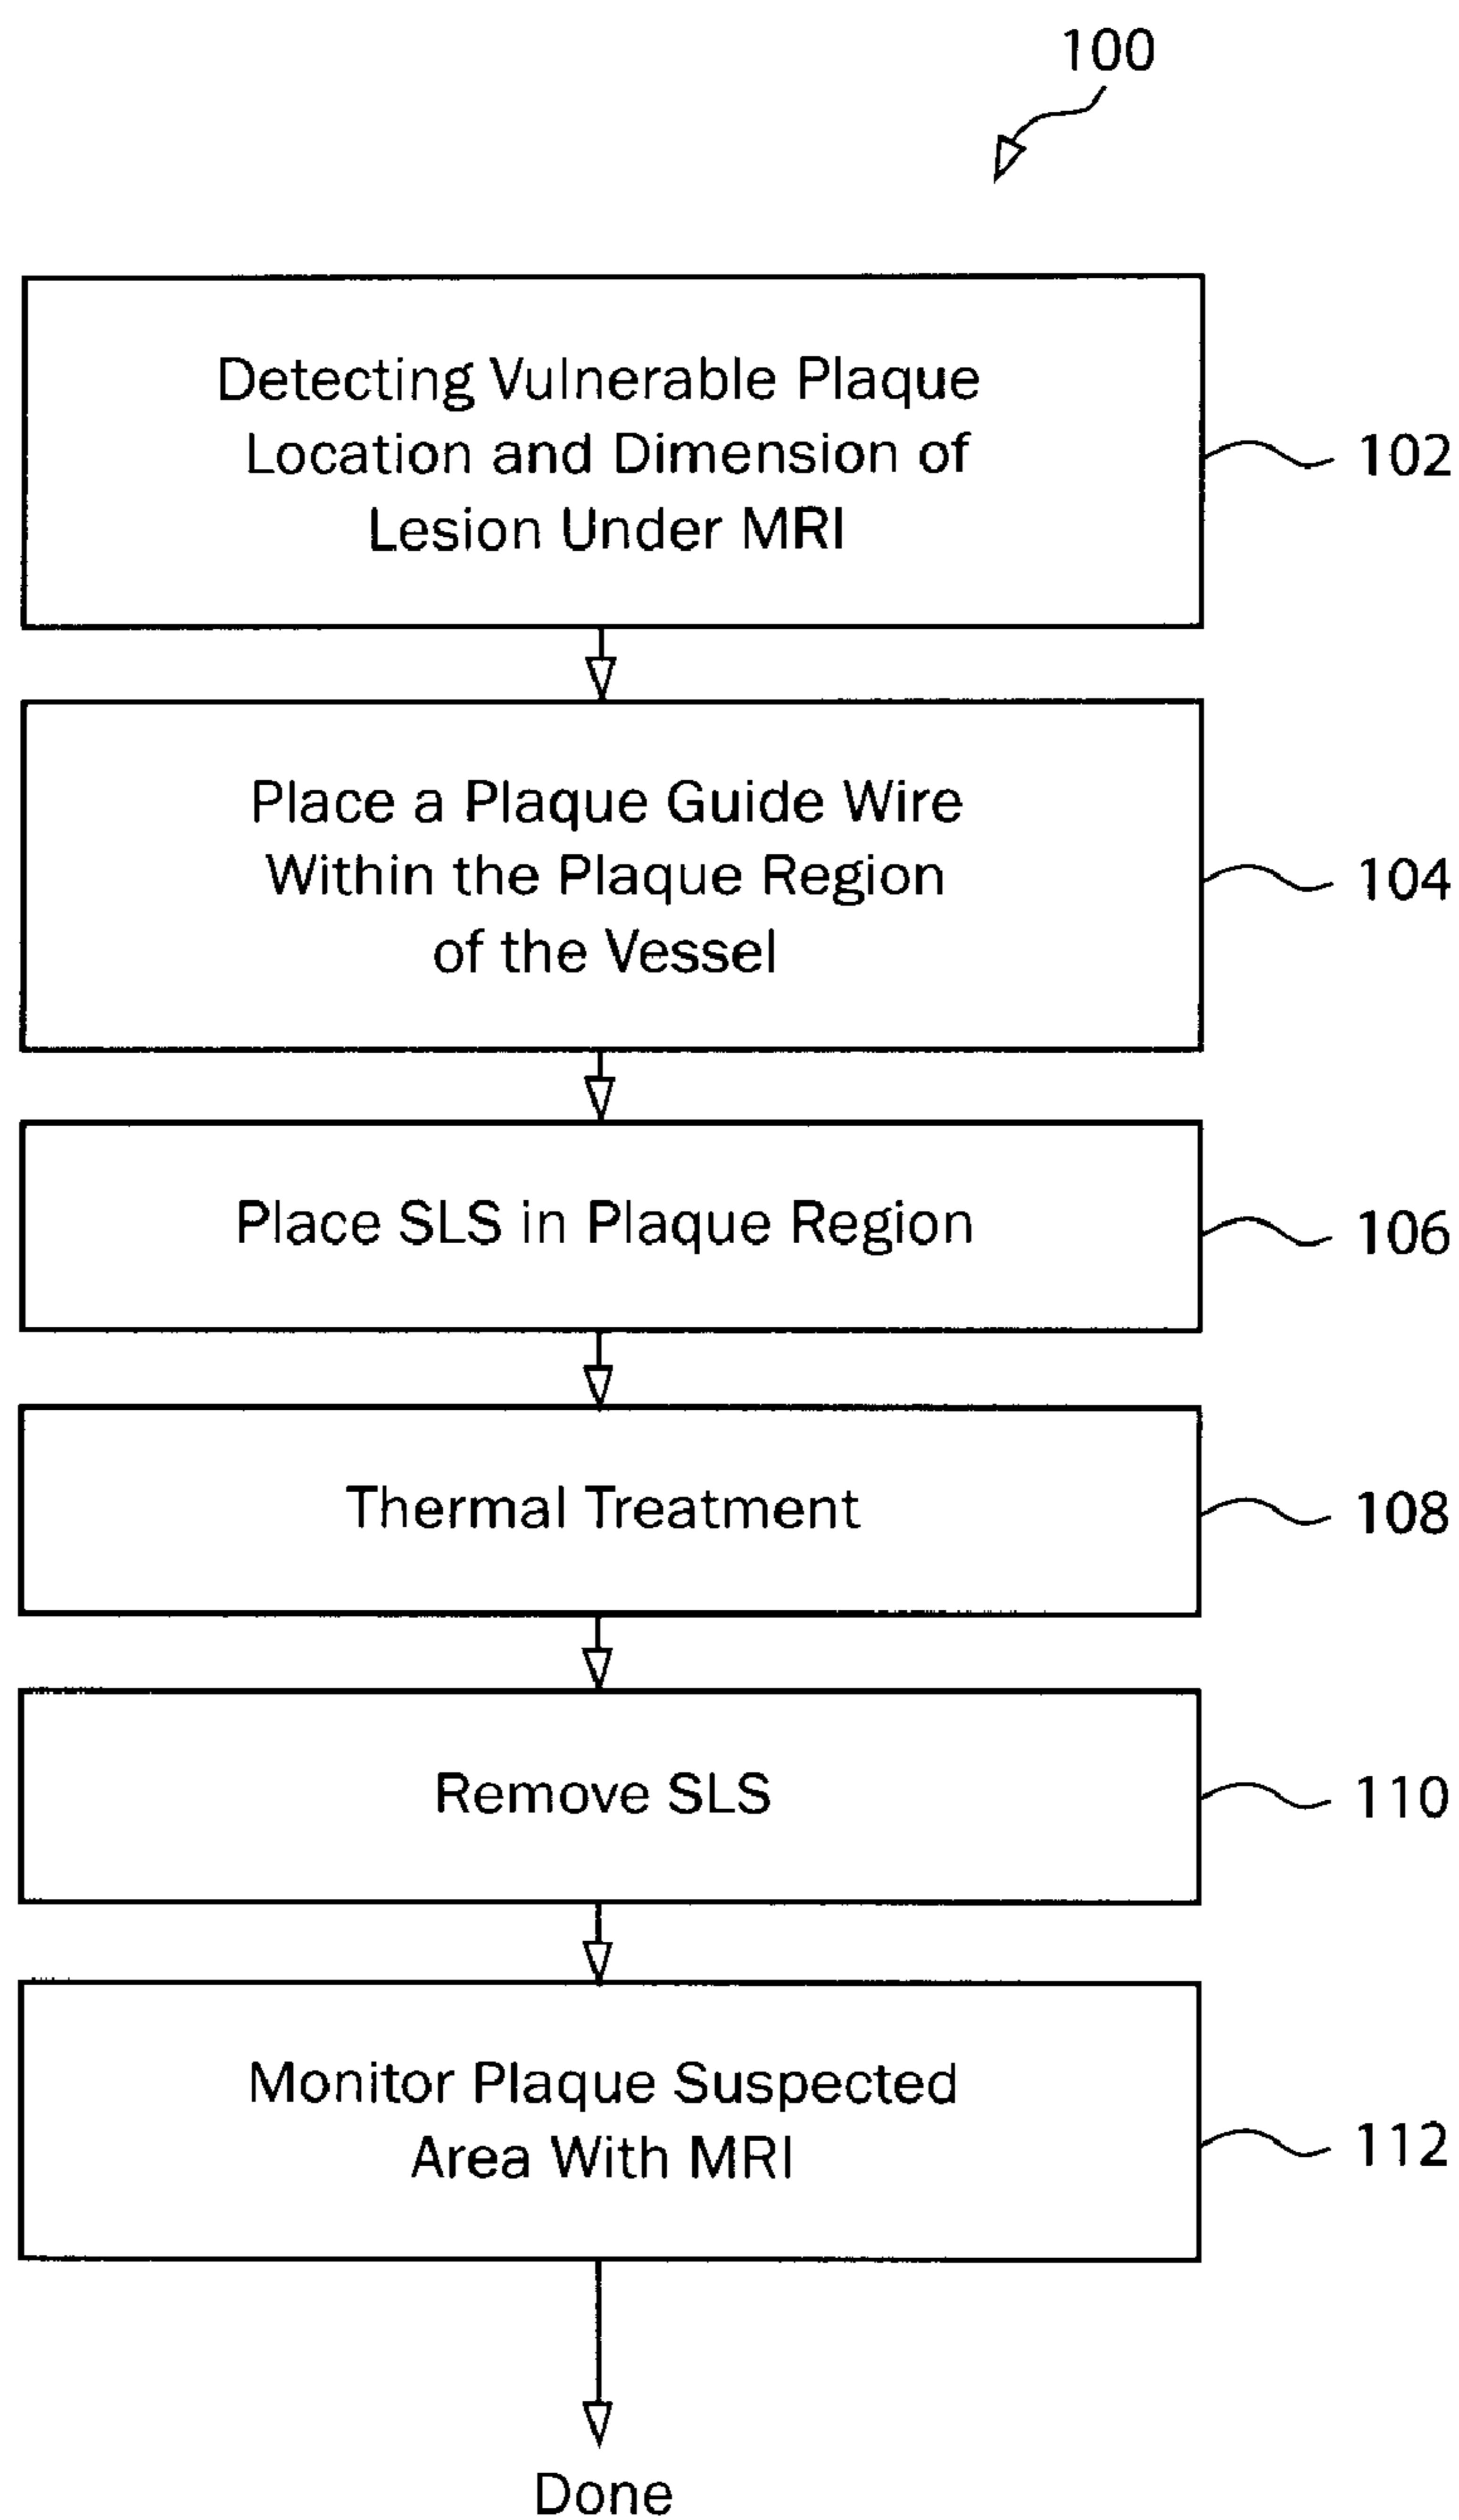 100
Detecting Vulnerable Plaque
Location and Dimension of
Lesion Under MRI
102
Place a Plaque Guide Wire
Within the Plaque Region
of the Vessel
104
Place SLS in Plaque Region
106
Thermal Treatment
108
Remove SLS
110
Monitor Plaque Suspected
Area With MRI
112
Done